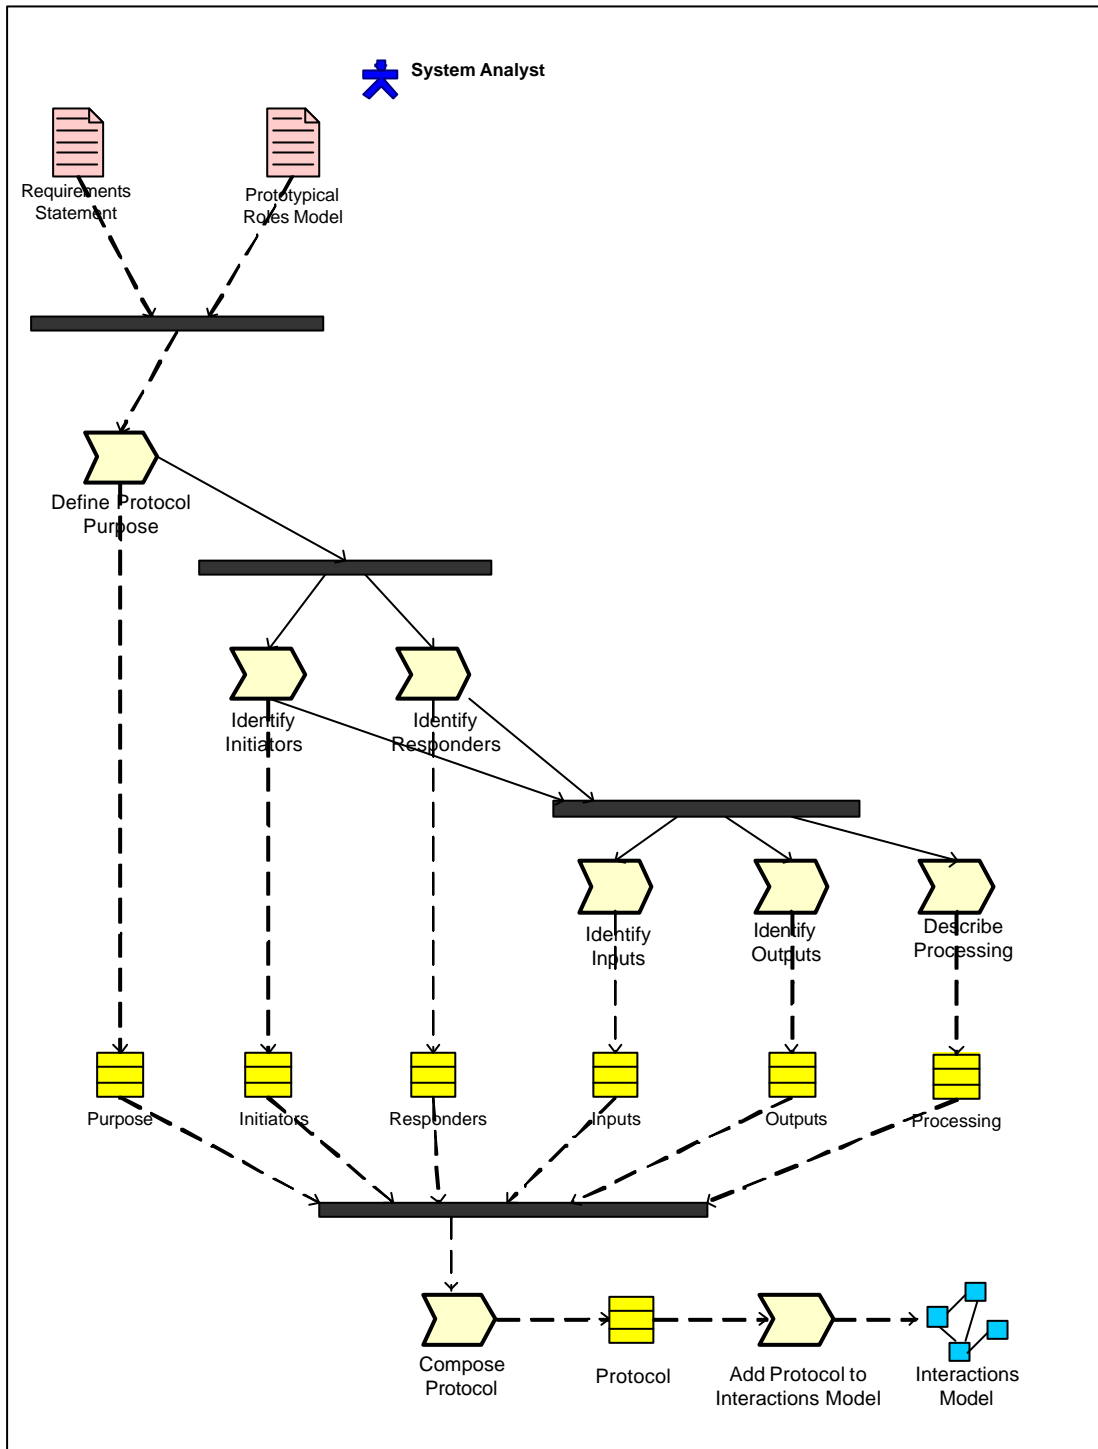 System Analyst
Requirements
Statement
Prototypical
Roles Model
Define Protocol
Purpose
Identify
Initiators
Identify
Responders
Identify
Inputs
Identify
Outputs
Describe
Processing
Purpose
Initiators
Responders
Inputs
Outputs
Processing
Compose
Protocol
Protocol
Add Protocol to
Interactions Model
Interactions
Model